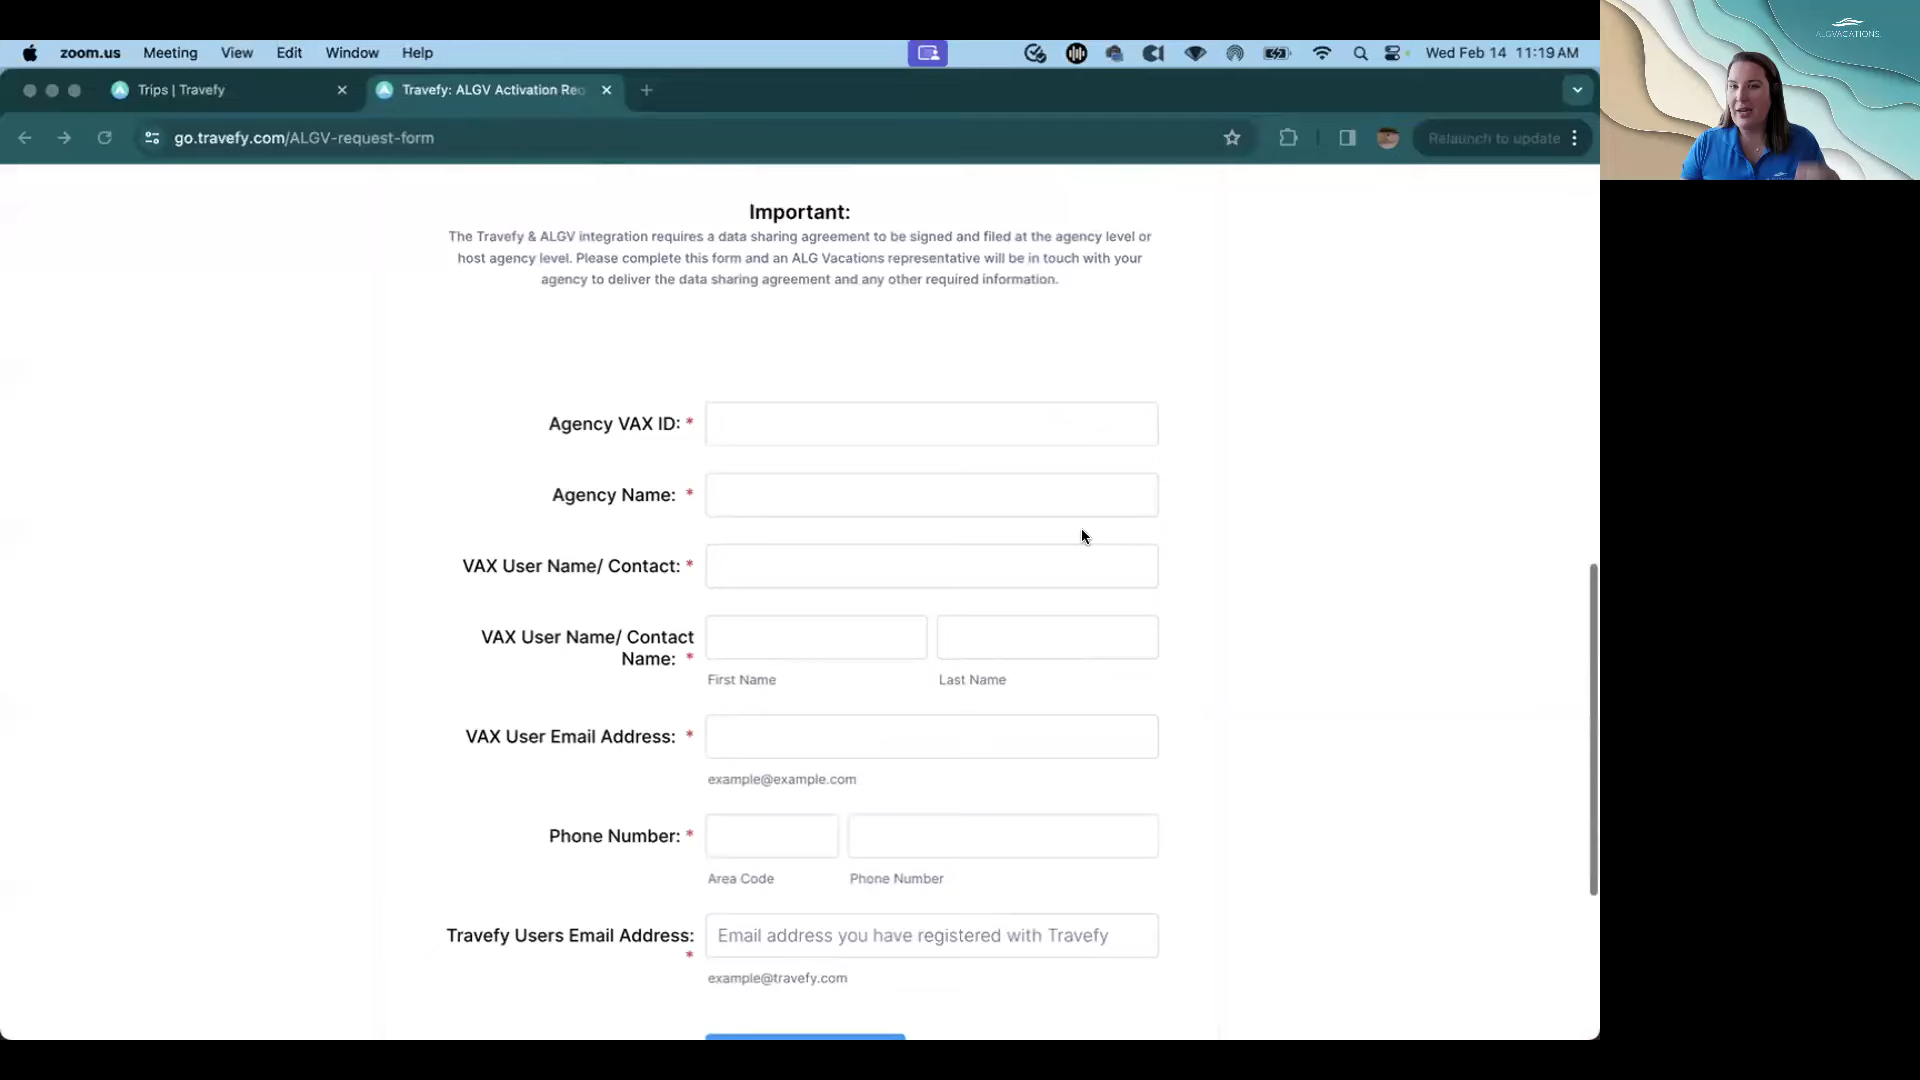 zoom.us Meeting View Edit Window Help Wed Feb 14 11:19 AM
ALGVACATIONS
Trips | Travefy Travefy: ALGV Activation Req
go.travefy.com/ALGV-request-form Relaunch to update
Important:
The Travefy & ALGV integration requires a data sharing agreement to be signed and filed at the agency level or
host agency level. Please complete this form and an ALG Vacations representative will be in touch with your
agency to deliver the data sharing agreement and any other required information.
Agency VAX ID: *
Agency Name: *
VAX User Name/ Contact: *
VAX User Name/ Contact
Name: *
First Name Last Name
VAX User Email Address: *
example@example.com
Phone Number: *
Area Code Phone Number
Travefy Users Email Address: Email address you have registered with Travefy
*
example@travefy.com